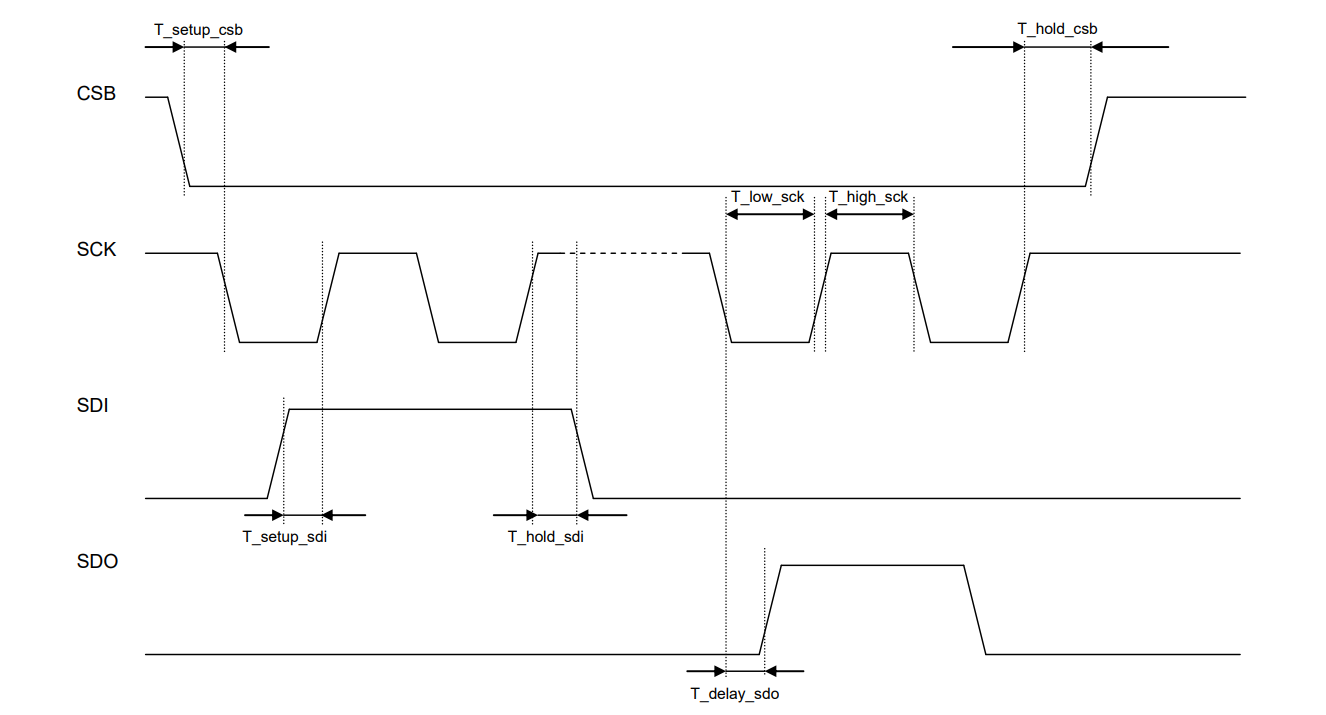 T_setup_csb
T_hold_csb
CSB
T_low_sck
T_high_sck
SCK
SDI
T_setup_sdi
T_hold_sdi
SDO
T_delay_sdo